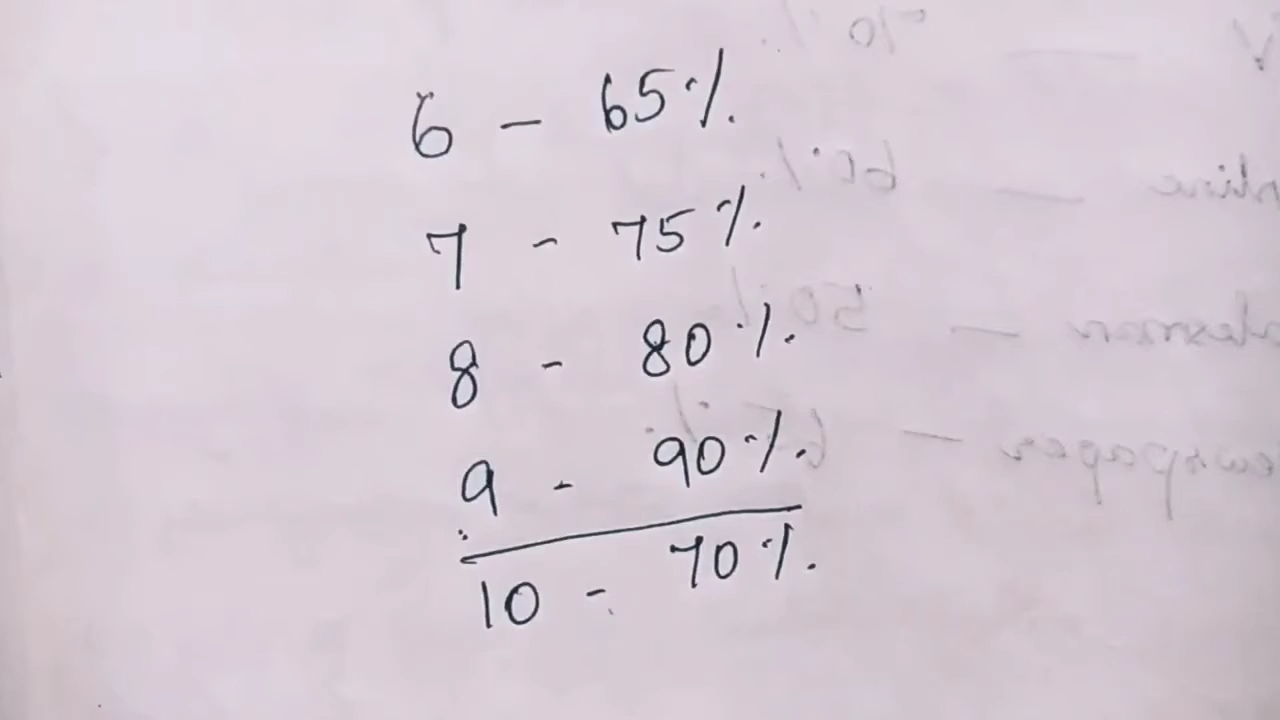 6 - 65%.
7 - 75%.
8 - 80%.
9 - 90%.
10 - 70%.